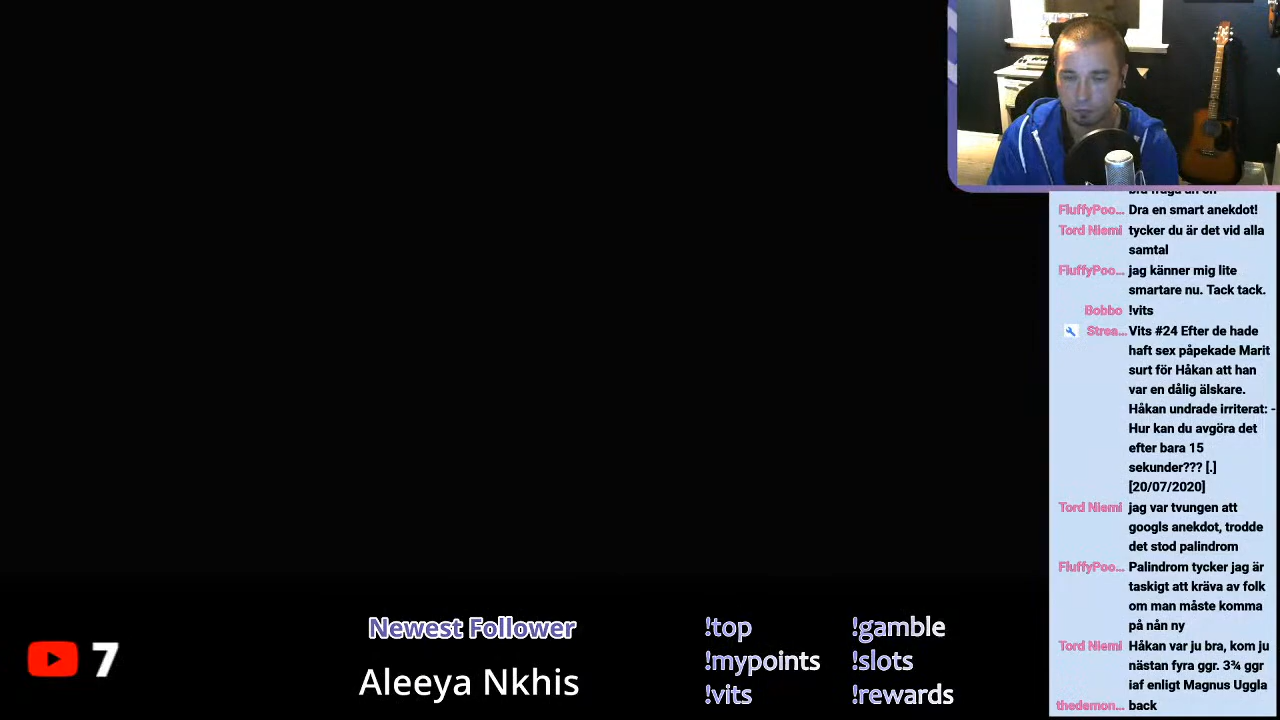 FluffyPoo... Dra en smart anekdot!
Tord Niemi tycker du är det vid alla
samtal
FluffyPoo... jag känner mig lite
smartare nu. Tack tack.
Bobbo !vits
Strea... Vits #24 Efter de hade
haft sex påpekade Marit
surt för Håkan att han
var en dålig älskare.
Håkan undrade irriterat: -
Hur kan du avgöra det
efter bara 15
sekunder??? [.]
[20/07/2020]
Tord Niemi jag var tvungen att
googls anekdot, trodde
det stod palindrom
FluffyPoo... Palindrom tycker jag är
taskigt att kräva av folk
om man måste komma
på nån ny
Tord Niemi Håkan var ju bra, kom ju
nästan fyra ggr. 3¾ ggr
iaf enligt Magnus Uggla
thedemon... back
7
Newest Follower
Aleeya Nkhis
!top
!mypoints
!vits
!gamble
!slots
!rewards